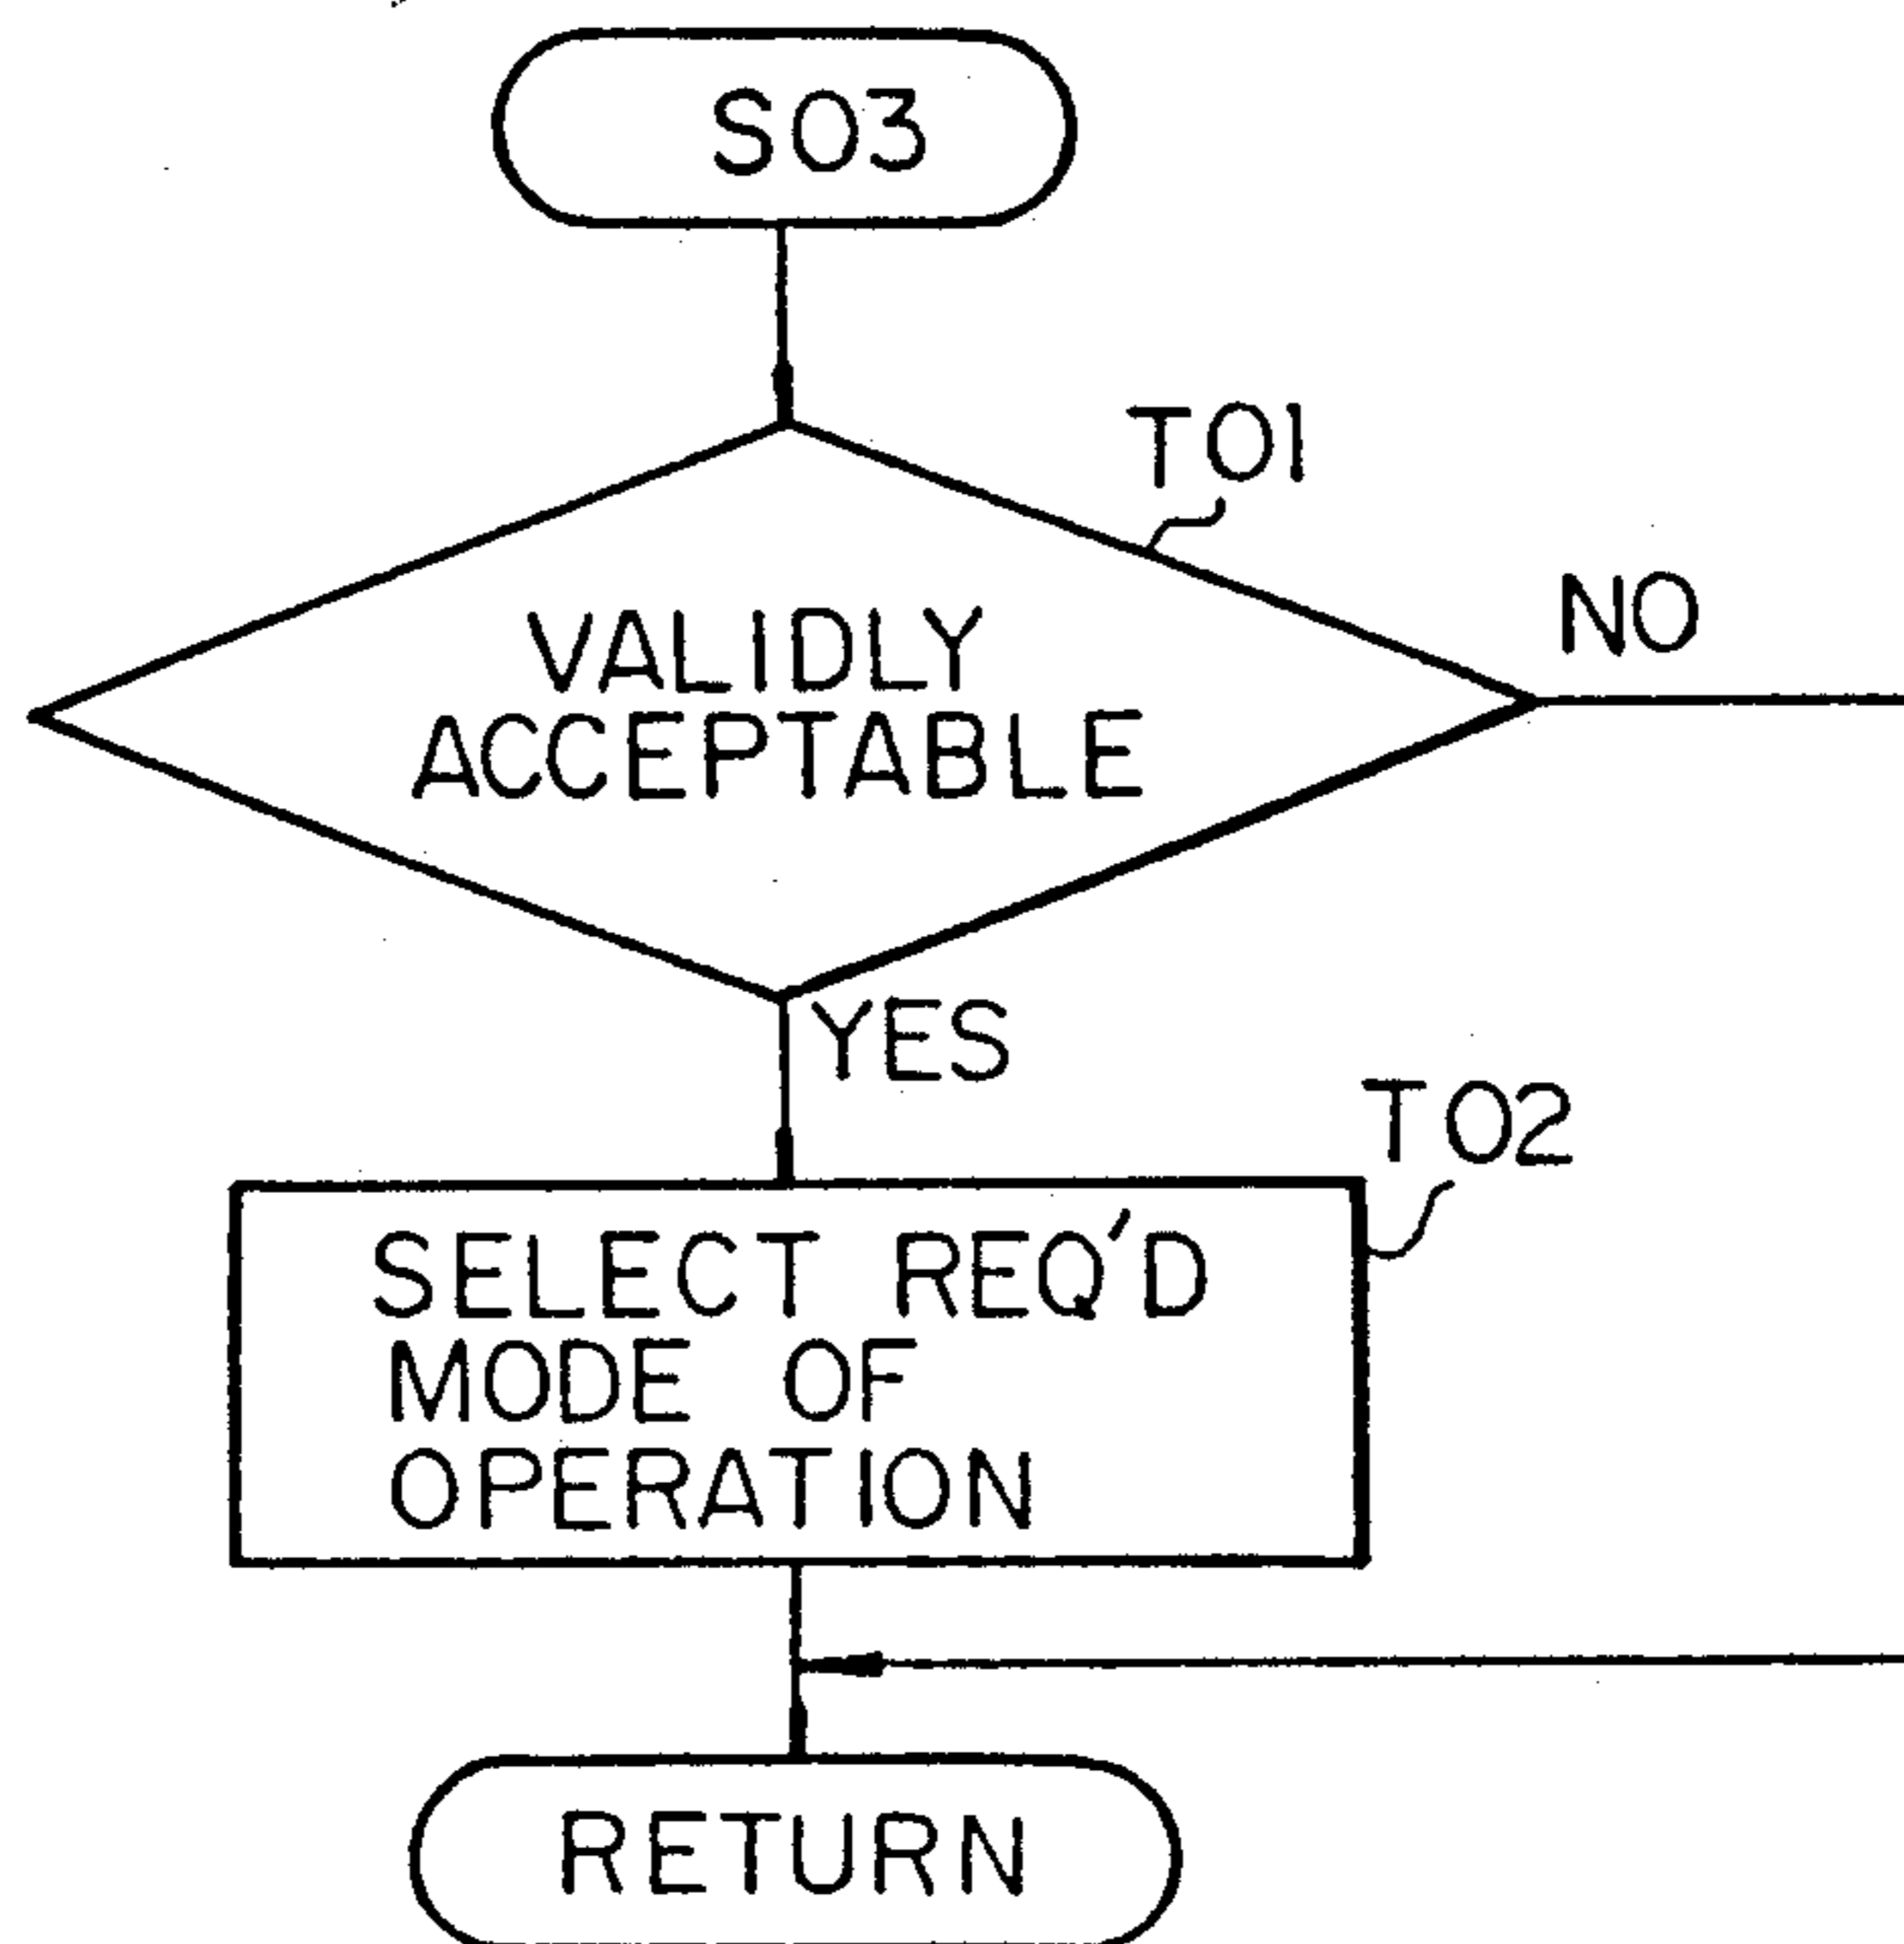 S03
T01
NO
VALIDLY
ACCEPTABLE
YES
T02
SELECT REQ'D
MODE OF
OPERATION
RETURN